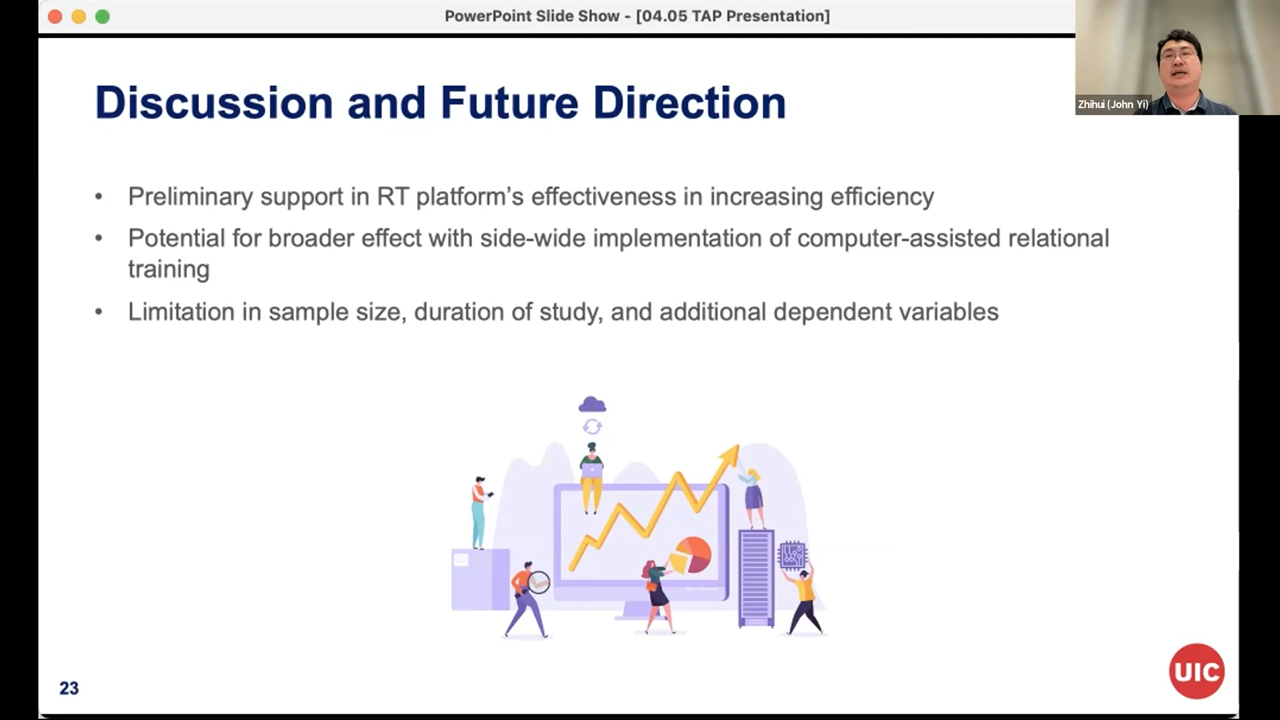 PowerPoint Slide Show - [04.05 TAP Presentation]
Zhihui (John Yi)
Discussion and Future Direction
• Preliminary support in RT platform’s effectiveness in increasing efficiency
• Potential for broader effect with side-wide implementation of computer-assisted relational
training
• Limitation in sample size, duration of study, and additional dependent variables
23
UIC